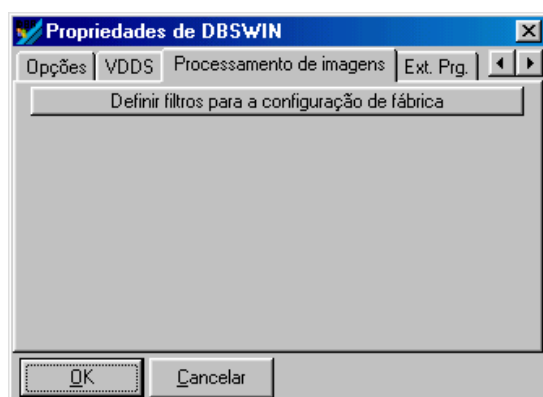 Propriedades de DBSWIN
Opções VDDS Processamento de imagens Ext. Prg.
Definir filtros para a configuração de fábrica
OK Cancelar